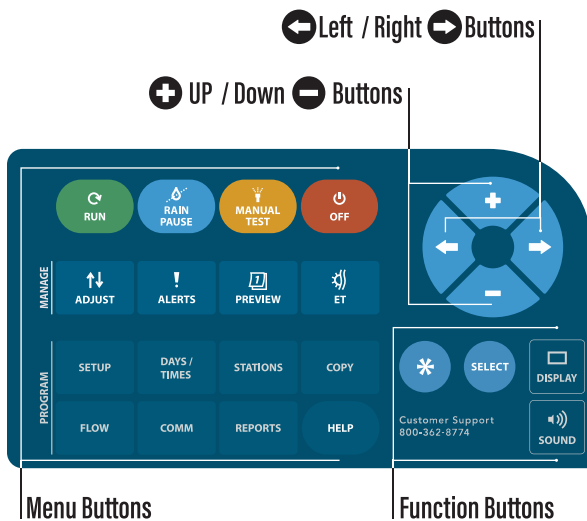 Left / Right Buttons
UP / Down Buttons
RUN
RAIN
PAUSE
MANUAL
TEST
OFF
MANAGE
ADJUST
ALERTS
1
PREVIEW
ET
PROGRAM
SETUP
DAYS /
TIMES
STATIONS
COPY
FLOW
COMM
REPORTS
HELP
*
SELECT
DISPLAY
Customer Support
800-362-8774
SOUND
Menu Buttons
Function Buttons